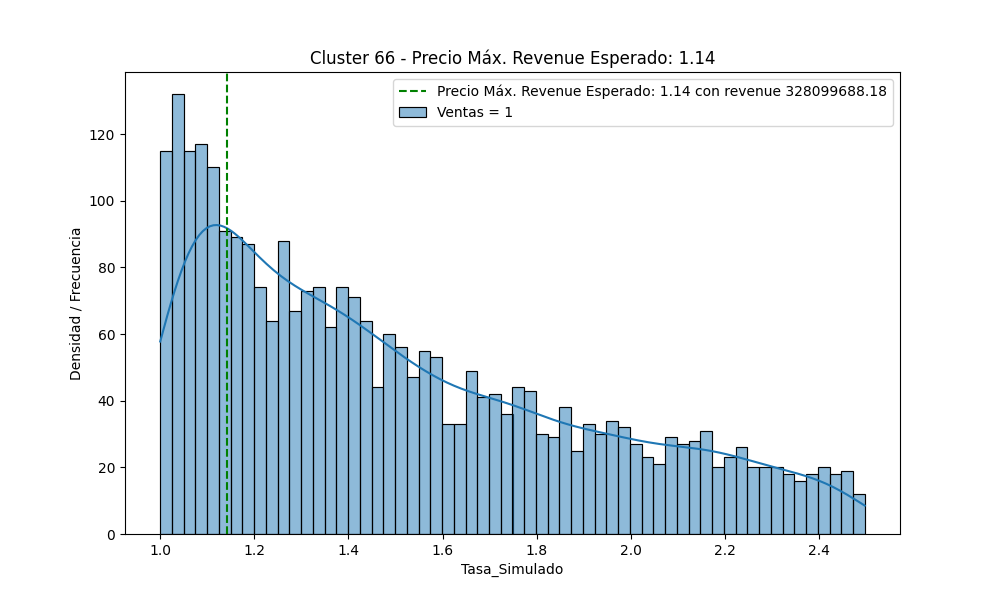 Cluster 66 - Precio Máx. Revenue Esperado: 1.14
Precio Máx. Revenue Esperado: 1.14 con revenue 328099688.18
Ventas = 1
Densidad / Frecuencia
120
100
80
60
40
20
0
1.0 1.2 1.4 1.6 1.8 2.0 2.2 2.4
Tasa_Simulado